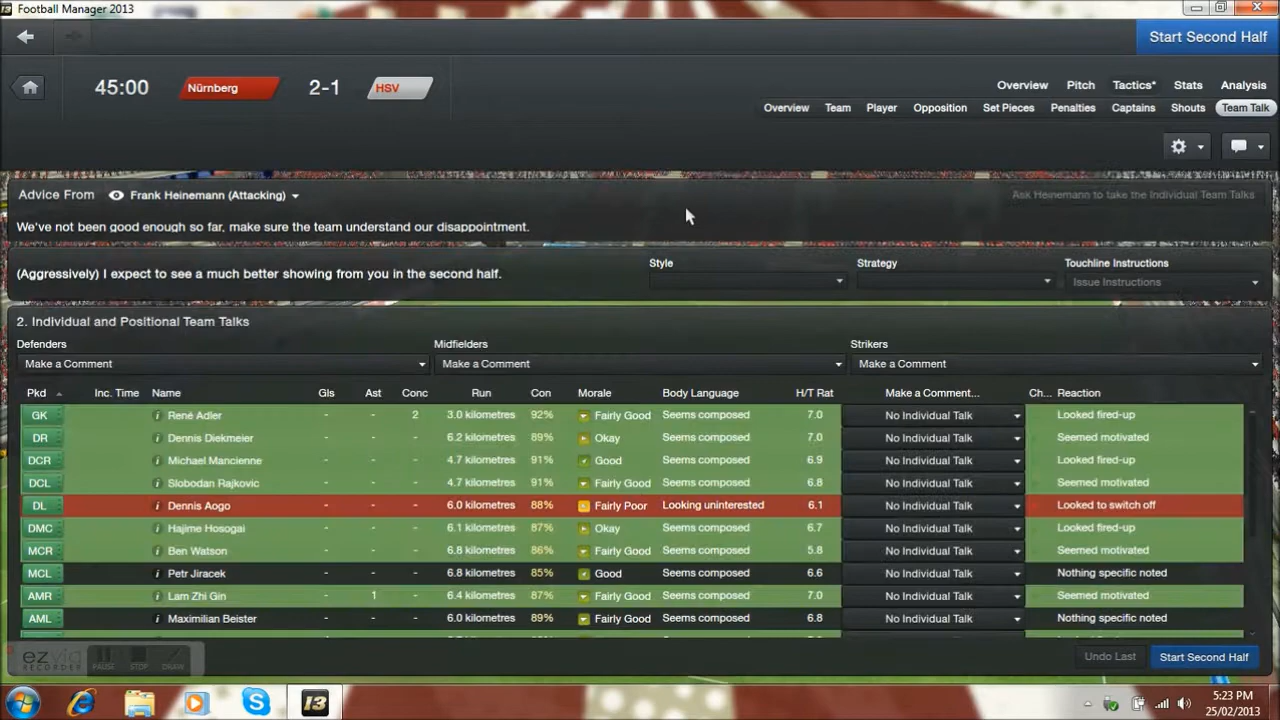 Football Manager 2013
Start Second Half
45:00 Nürnberg 2-1 HSV
Overview Pitch Tactics* Stats Analysis
Overview Team Player Opposition Set Pieces Penalties Captains Shouts Team Talk
Advice From Frank Heinemann (Attacking) Ask Heinemann to take the Individual Team Talks
We've not been good enough so far, make sure the team understand our disappointment.
Style Strategy Touchline Instructions
(Aggressively) I expect to see a much better showing from you in the second half. Issue Instructions
2. Individual and Positional Team Talks
Defenders Midfielders Strikers
Make a Comment Make a Comment Make a Comment
Pkd Inc. Time Name Gls Ast Conc Run Con Morale Body Language H/T Rat Make a Comment... Ch... Reaction
GK i René Adler - - 2 3.0 kilometres 92% Fairly Good Seems composed 7.0 No Individual Talk Looked fired-up
DR i Dennis Diekmeier - - - 6.2 kilometres 89% Okay Seems composed 7.0 No Individual Talk Seemed motivated
DCR i Michael Mancienne - - - 4.7 kilometres 91% Good Seems composed 6.9 No Individual Talk Looked fired-up
DCL i Slobodan Rajkovic - - - 4.7 kilometres 91% Fairly Good Seems composed 6.8 No Individual Talk Seemed motivated
DL i Dennis Aogo - - - 6.0 kilometres 88% Fairly Poor Looking uninterested 6.1 No Individual Talk Looked to switch off
DMC i Hajime Hosogai - - - 6.1 kilometres 87% Okay Seems composed 6.7 No Individual Talk Looked fired-up
MCR i Ben Watson - - - 6.8 kilometres 86% Fairly Good Seems composed 5.8 No Individual Talk Seemed motivated
MCL i Petr Jiracek - - - 6.8 kilometres 85% Good Seems composed 6.6 No Individual Talk Nothing specific noted
AMR i Lam Zhi Gin - 1 - 6.4 kilometres 87% Fairly Good Seems composed 7.0 No Individual Talk Seemed motivated
AML i Maximilian Beister - - - 6.0 kilometres 89% Fairly Good Seems composed 6.8 No Individual Talk Nothing specific noted
ezvid
RECORDER PAUSE STOP DRAW
Undo Last Start Second Half
13
5:23 PM
25/02/2013